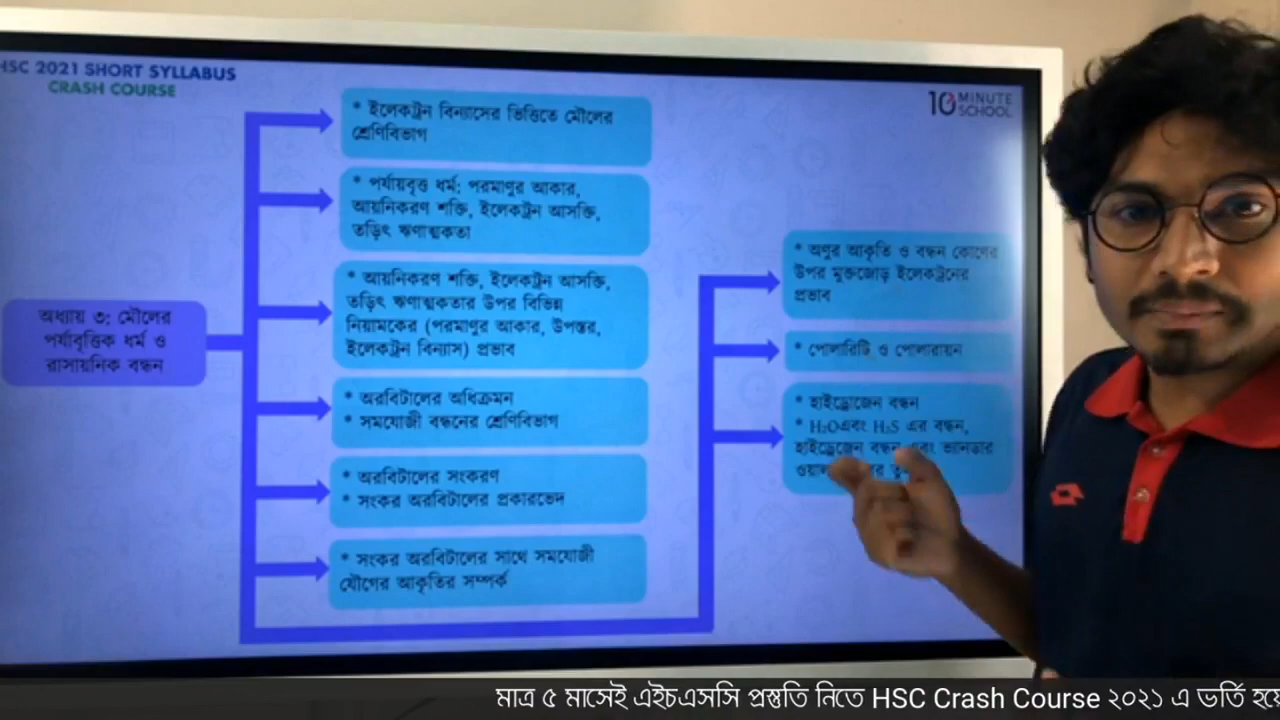 HSC 2021 SHORT SYLLABUS
CRASH COURSE
10 MINUTE
SCHOOL
অধ্যায় ৩: মৌলের
পর্যাবৃত্তিক ধর্ম ও
রাসায়নিক বন্ধন
* ইলেকট্রন বিন্যাসের ভিত্তিতে মৌলের
শ্রেণিবিভাগ
* পর্যায়বৃত্ত ধর্ম: পরমাণুর আকার,
আয়নিকরণ শক্তি, ইলেকট্রন আসক্তি,
তড়িৎ ঋণাত্মকতা
* আয়নিকরণ শক্তি, ইলেকট্রন আসক্তি,
তড়িৎ ঋণাত্মকতার উপর বিভিন্ন
নিয়ামকের (পরমাণুর আকার, উপস্তর,
ইলেকট্রন বিন্যাস) প্রভাব
* অরবিটালের অধিক্রমন
* সমযোজী বন্ধনের শ্রেণিবিভাগ
* অরবিটালের সংকরণ
* সংকর অরবিটালের প্রকারভেদ
* সংকর অরবিটালের সাথে সমযোজী
যৌগের আকৃতির সম্পর্ক
* অণুর আকৃতি ও বন্ধন কোণের
উপর মুক্তজোড় ইলেকট্রনের
প্রভাব
* পোলারিটি ও পোলারায়ন
* হাইড্রোজেন বন্ধন
* H₂Oএবং H₂S এর বন্ধন,
হাইড্রেজেন বন্ধন এবং ভ্যানডার
মাত্র ৫ মাসেই এইচএসসি প্রস্তুতি নিতে HSC Crash Course ২০২১ এ ভর্তি